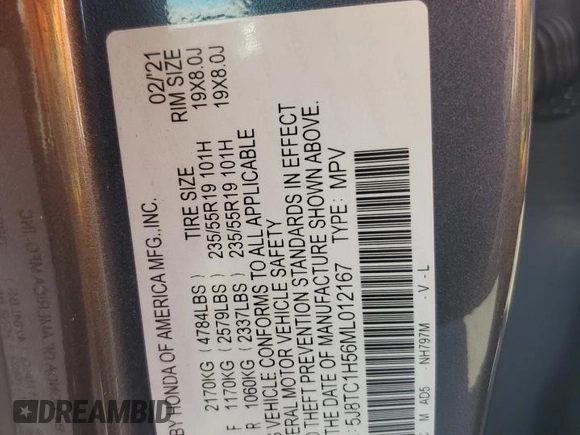 BY HONDA OF AMERICA MFG., INC. 02/'21
TIRE SIZE RIM SIZE
2170KG (4784LBS)
F 1170KG (2579LBS) 235/55R19 101H 19X8.0J
R 1060KG (2337LBS) 235/55R19 101H 19X8.0J
VEHICLE CONFORMS TO ALL APPLICABLE
MOTOR VEHICLE SAFETY
THEFT PREVENTION STANDARDS IN EFFECT
THE DATE OF MANUFACTURE SHOWN ABOVE.
5J8TC1H56ML012167 TYPE: MPV
M AD5 NH797M - V - L
AUTOBIDCAR